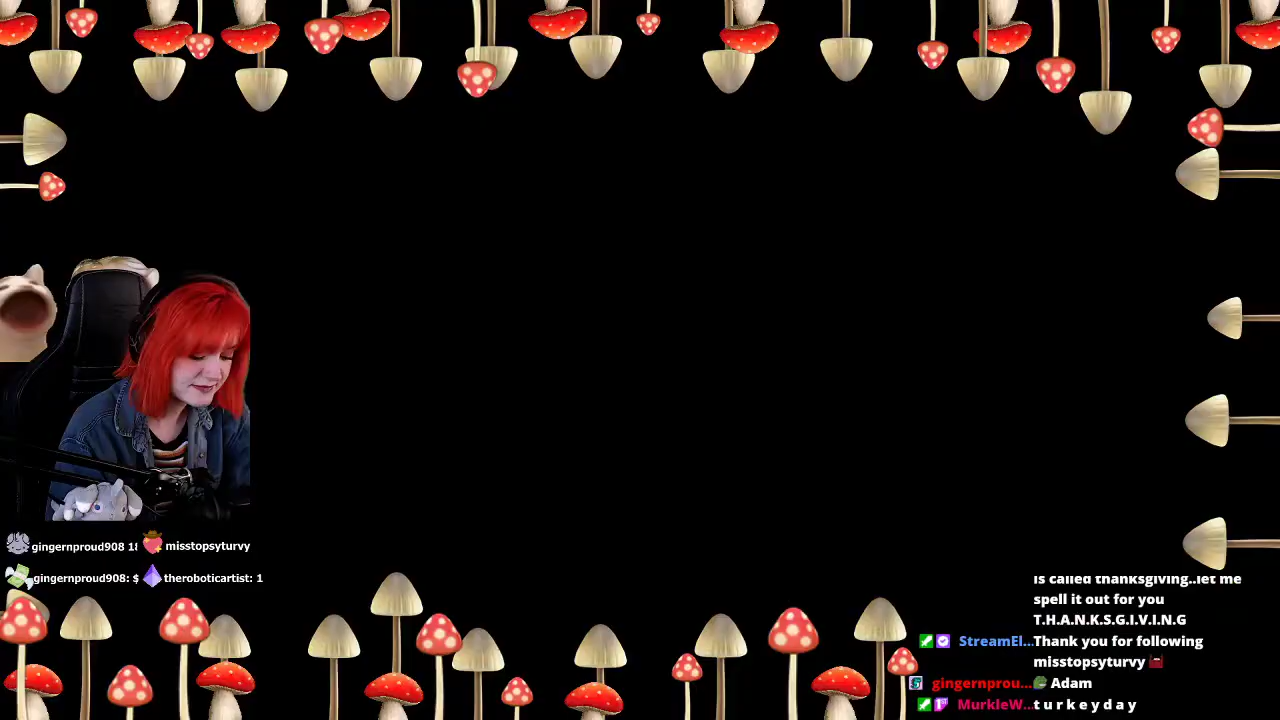 gingernproud908 18
misstopsyturvy
gingernproud908: $
theroboticartist: 1
is called thanksgiving..let me
spell it out for you
T.H.A.N.K.S.G.I.V.I.N.G
StreamEl... Thank you for following
misstopsyturvy
gingernprou... Adam
MurkleW... t u r k e y d a y